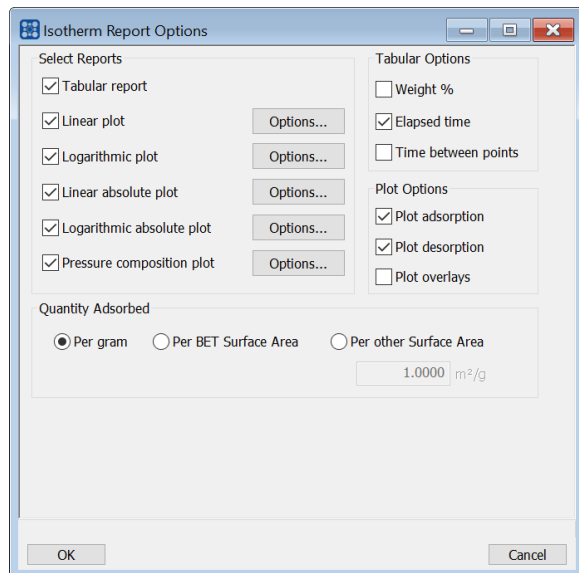 Isotherm Report Options
Select Reports
Tabular report
Linear plot Options...
Logarithmic plot Options...
Linear absolute plot Options...
Logarithmic absolute plot Options...
Pressure composition plot Options...
Tabular Options
Weight %
Elapsed time
Time between points
Plot Options
Plot adsorption
Plot desorption
Plot overlays
Quantity Adsorbed
Per gram Per BET Surface Area Per other Surface Area
1.0000 m²/g
OK Cancel